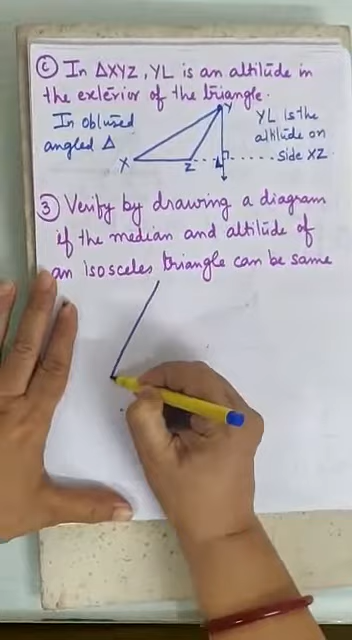 C In ΔXYZ, YL is an altitude in
the exterior of the triangle.
In obtused
angled Δ
Y
YL is the
altitude on
side XZ
X
Z
L
3 Verify by drawing a diagram
if the median and altitude of
an isosceles triangle can be same